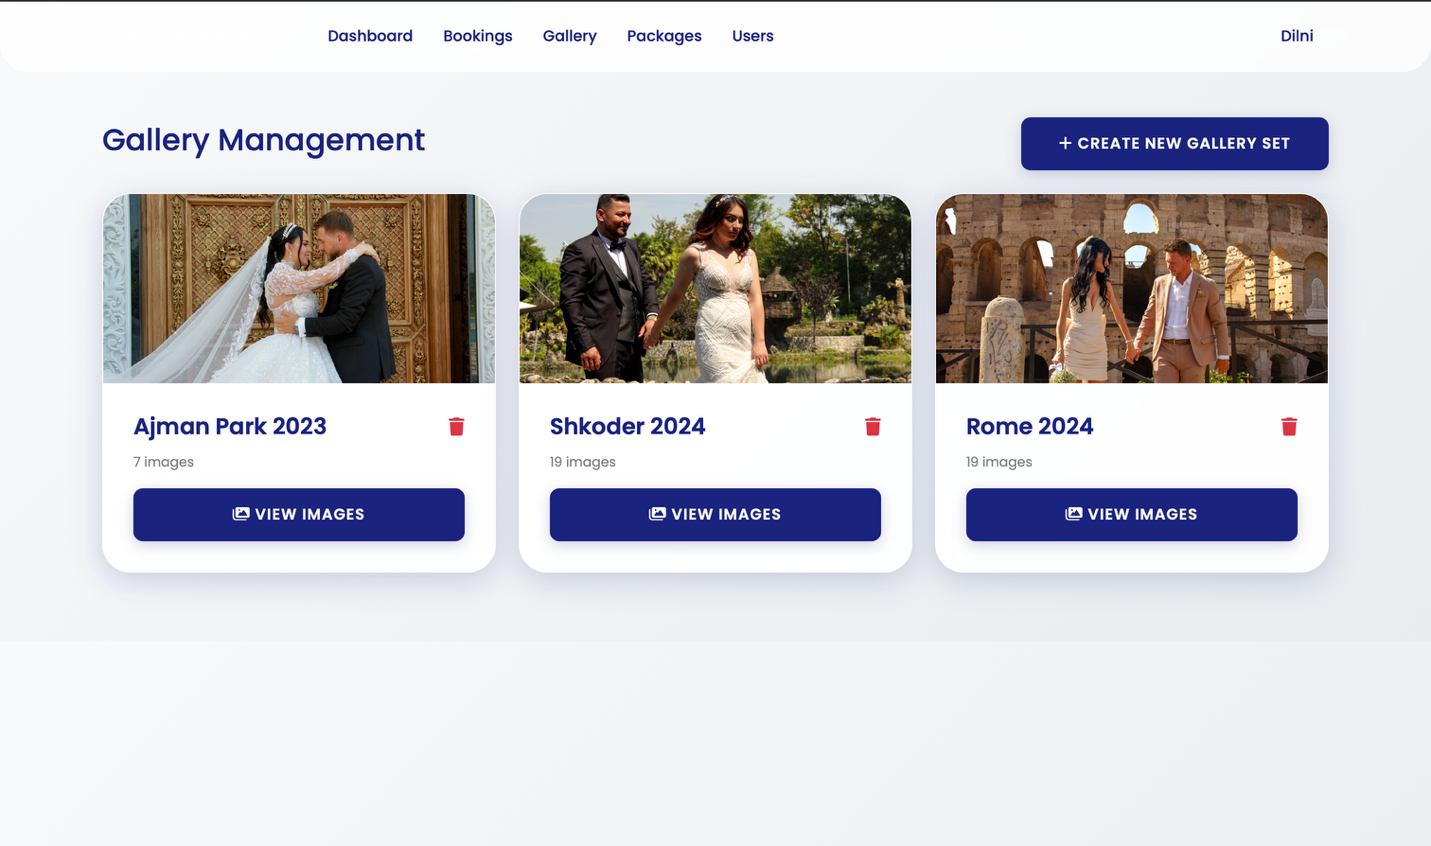 Dashboard Bookings Gallery Packages Users Dilni
Gallery Management
+ CREATE NEW GALLERY SET
Ajman Park 2023
7 images
VIEW IMAGES
Shkoder 2024
19 images
VIEW IMAGES
Rome 2024
19 images
VIEW IMAGES